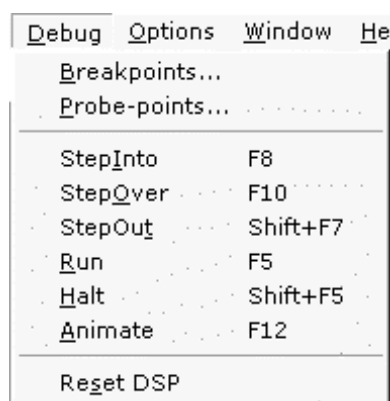 Debug Options Window He
Breakpoints...
Probe-points...
StepInto F8
StepOver F10
StepOut Shift+F7
Run F5
Halt Shift+F5
Animate F12
Reset DSP